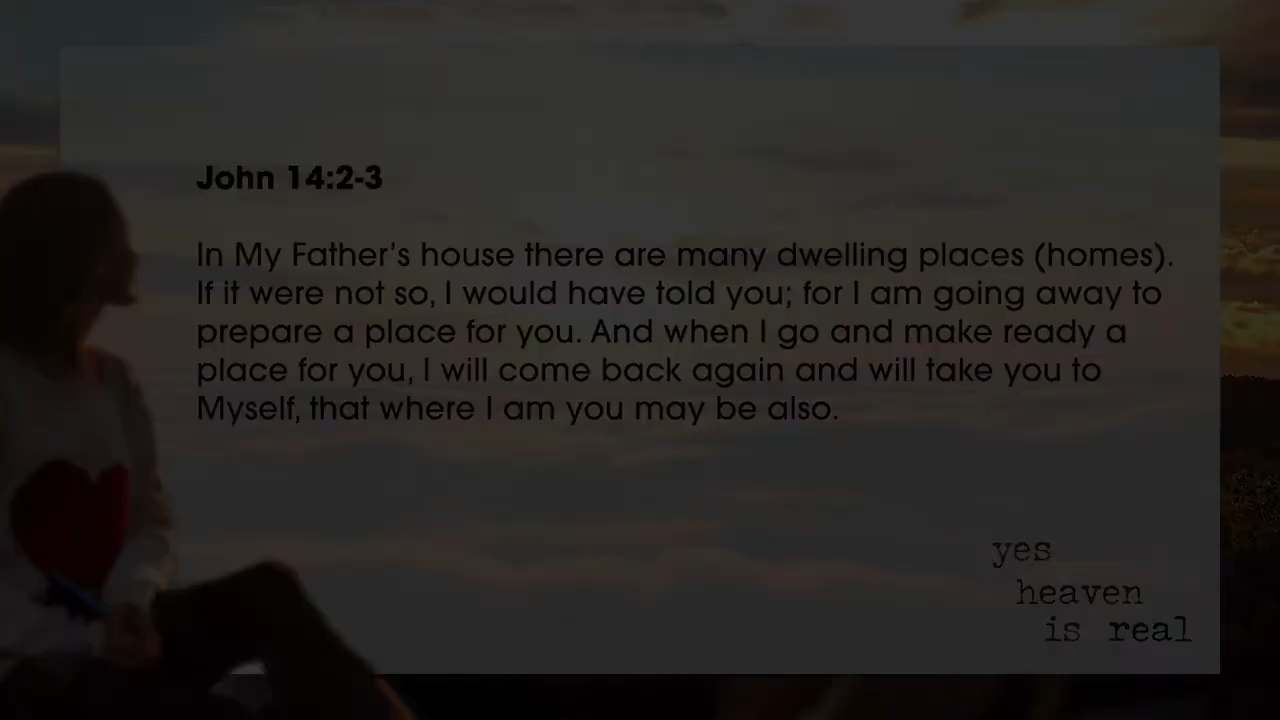 John 14:2-3
In My Father's house there are many dwelling places (homes).
If it were not so, I would have told you; for I am going away to
prepare a place for you. And when I go and make ready a
place for you, I will come back again and will take you to
Myself, that where I am you may be also.
yes
heaven
is real